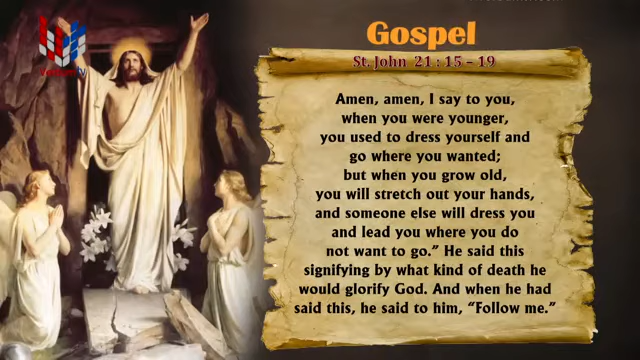 Gospel
St. John 21 : 15 – 19
Amen, amen, I say to you,
when you were younger,
you used to dress yourself and
go where you wanted;
but when you grow old,
you will stretch out your hands,
and someone else will dress you
and lead you where you do
not want to go.” He said this
signifying by what kind of death he
would glorify God. And when he had
said this, he said to him, “Follow me.”